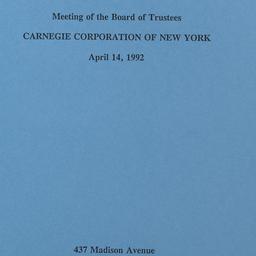 Meeting of the Board of Trustees
CARNEGIE CORPORATION OF NEW YORK
April 14, 1992
437 Madison Avenue